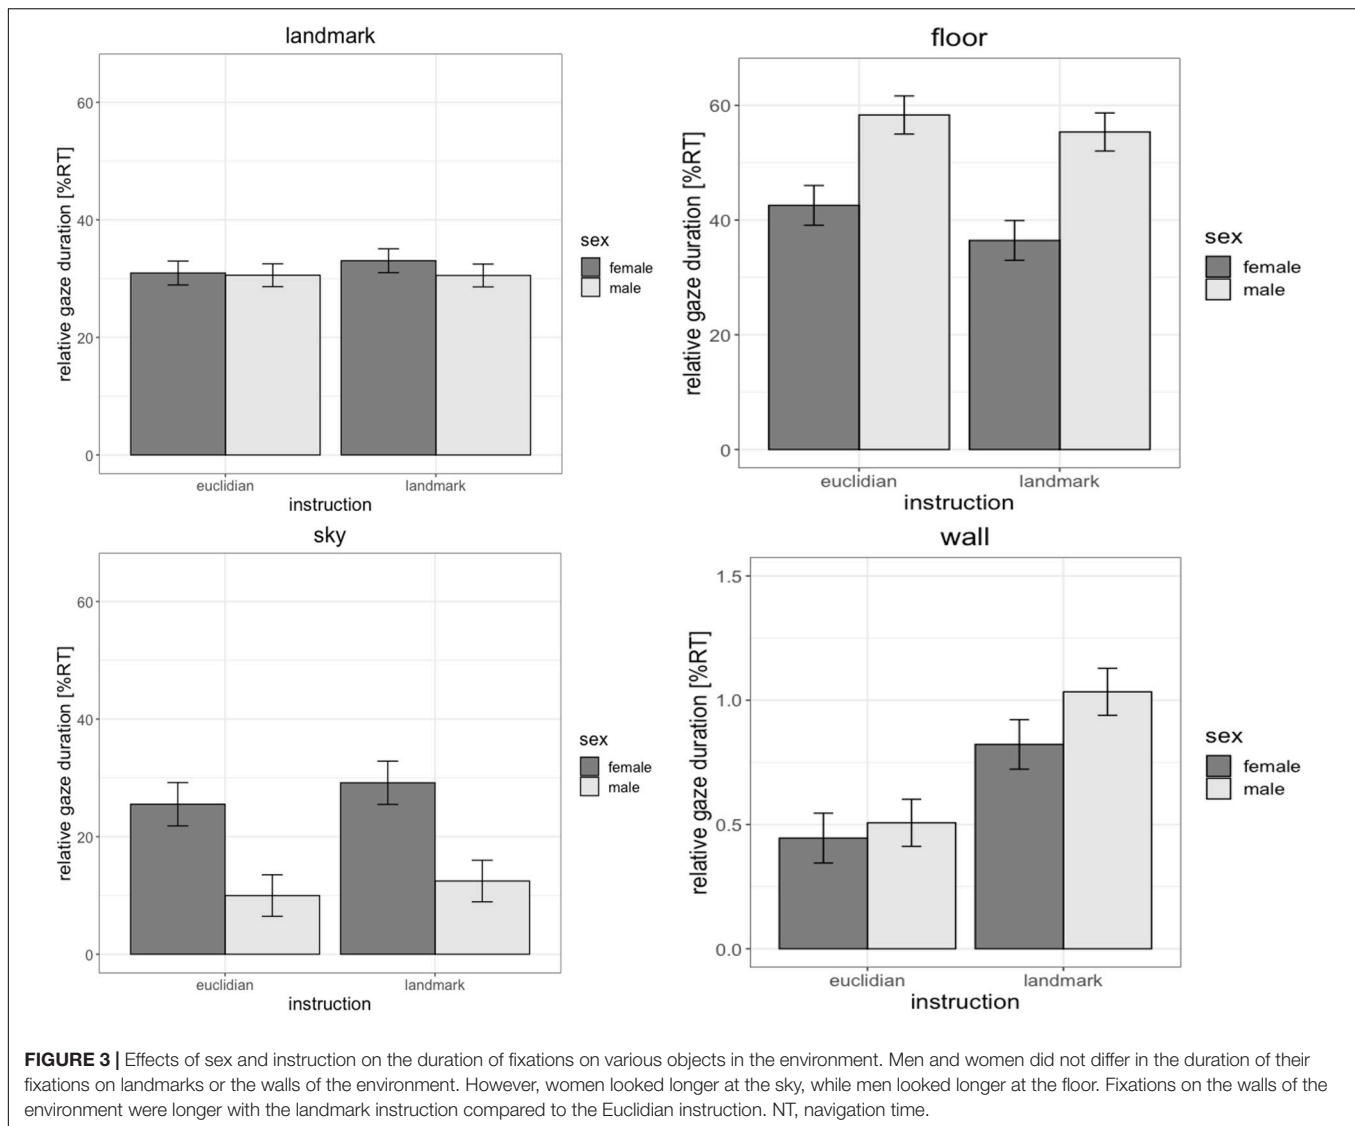 landmark
relative gaze duration [%RT]
60
40
20
0
euclidian landmark
instruction
sex
female
male
floor
relative gaze duration [%RT]
60
40
20
0
euclidian landmark
instruction
sex
female
male
sky
relative gaze duration [%RT]
60
40
20
0
euclidian landmark
instruction
sex
female
male
wall
relative gaze duration [%RT]
1.5
1.0
0.5
0.0
euclidian landmark
instruction
sex
female
male
FIGURE 3 | Effects of sex and instruction on the duration of fixations on various objects in the environment. Men and women did not differ in the duration of their
fixations on landmarks or the walls of the environment. However, women looked longer at the sky, while men looked longer at the floor. Fixations on the walls of the
environment were longer with the landmark instruction compared to the Euclidian instruction. NT, navigation time.